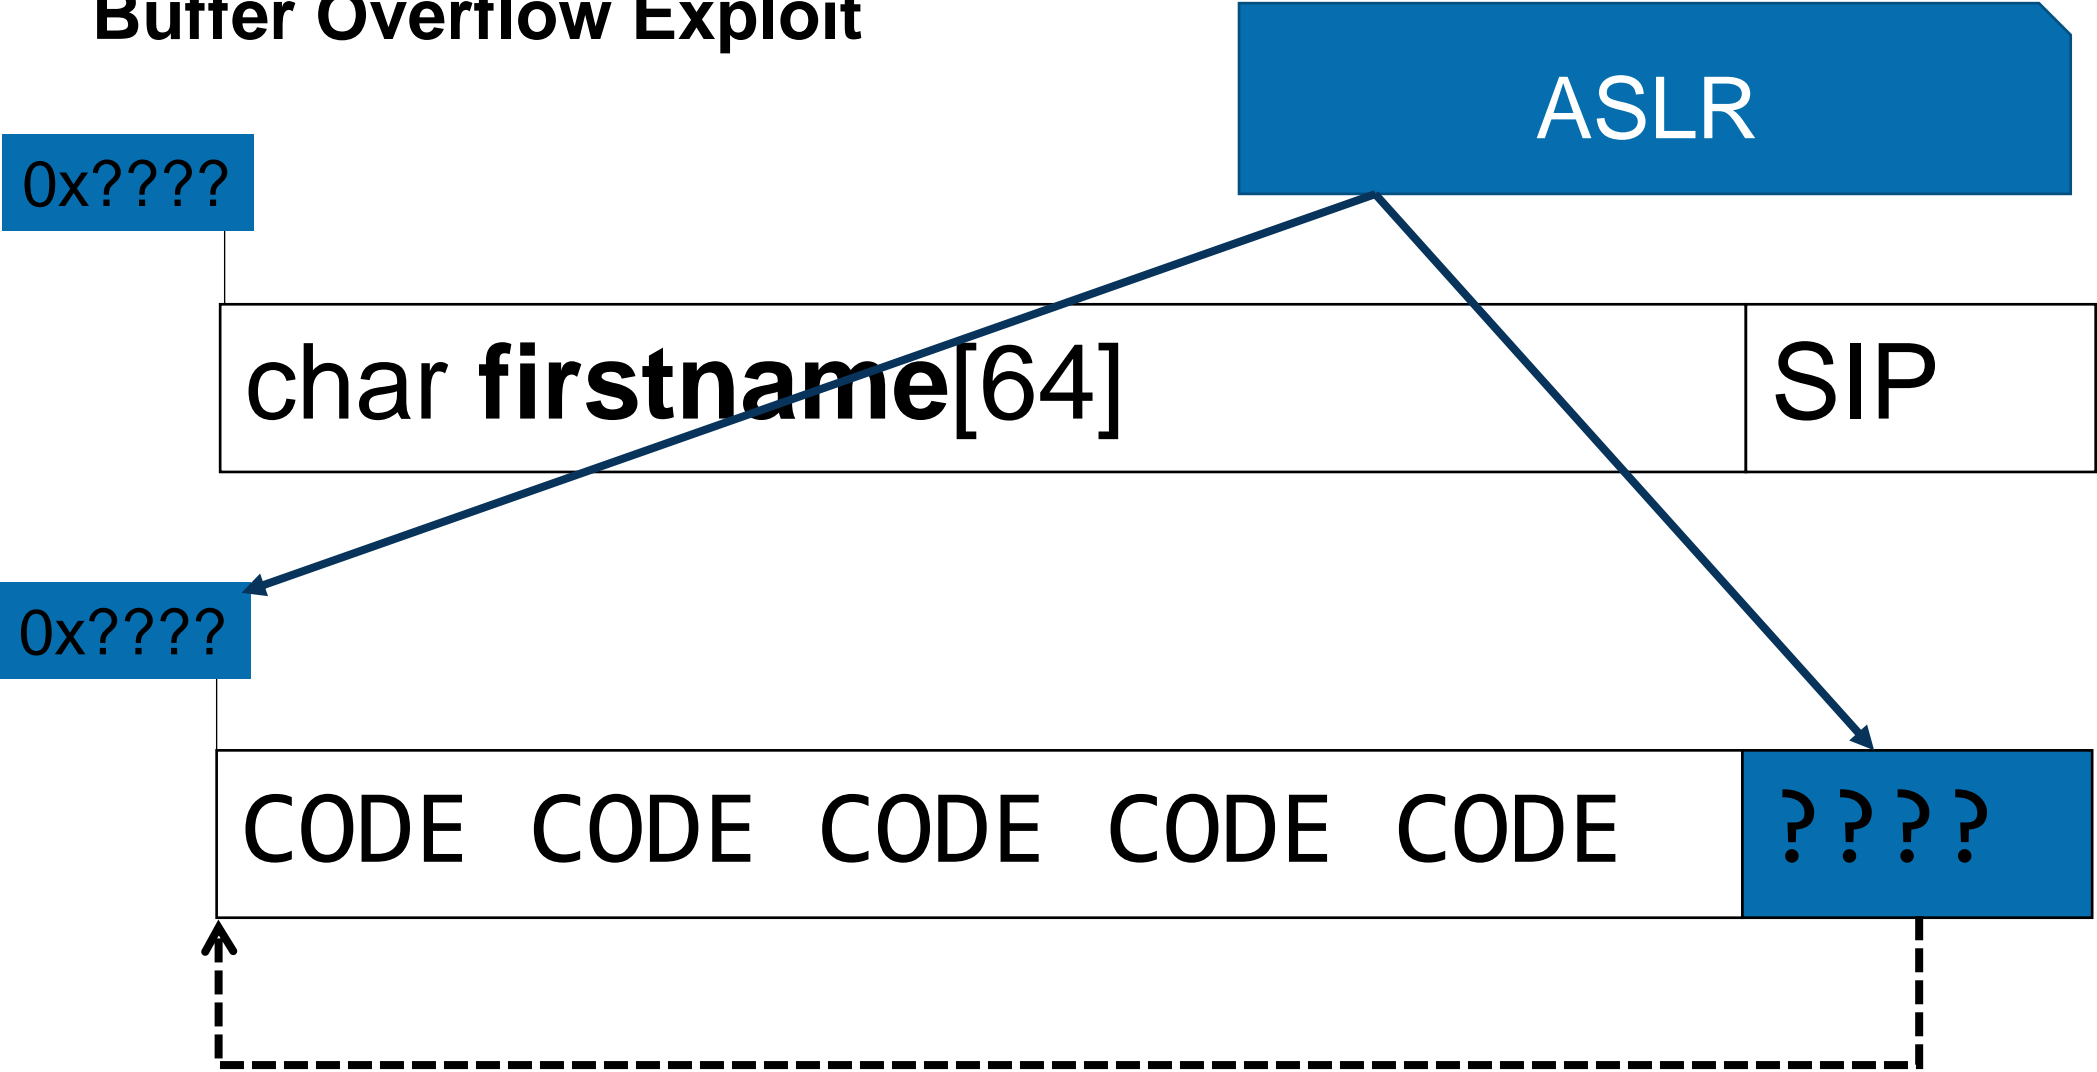 Buffer Overflow Exploit
ASLR
0x????
char firstname[64] SIP
0x????
CODE CODE CODE CODE CODE ????